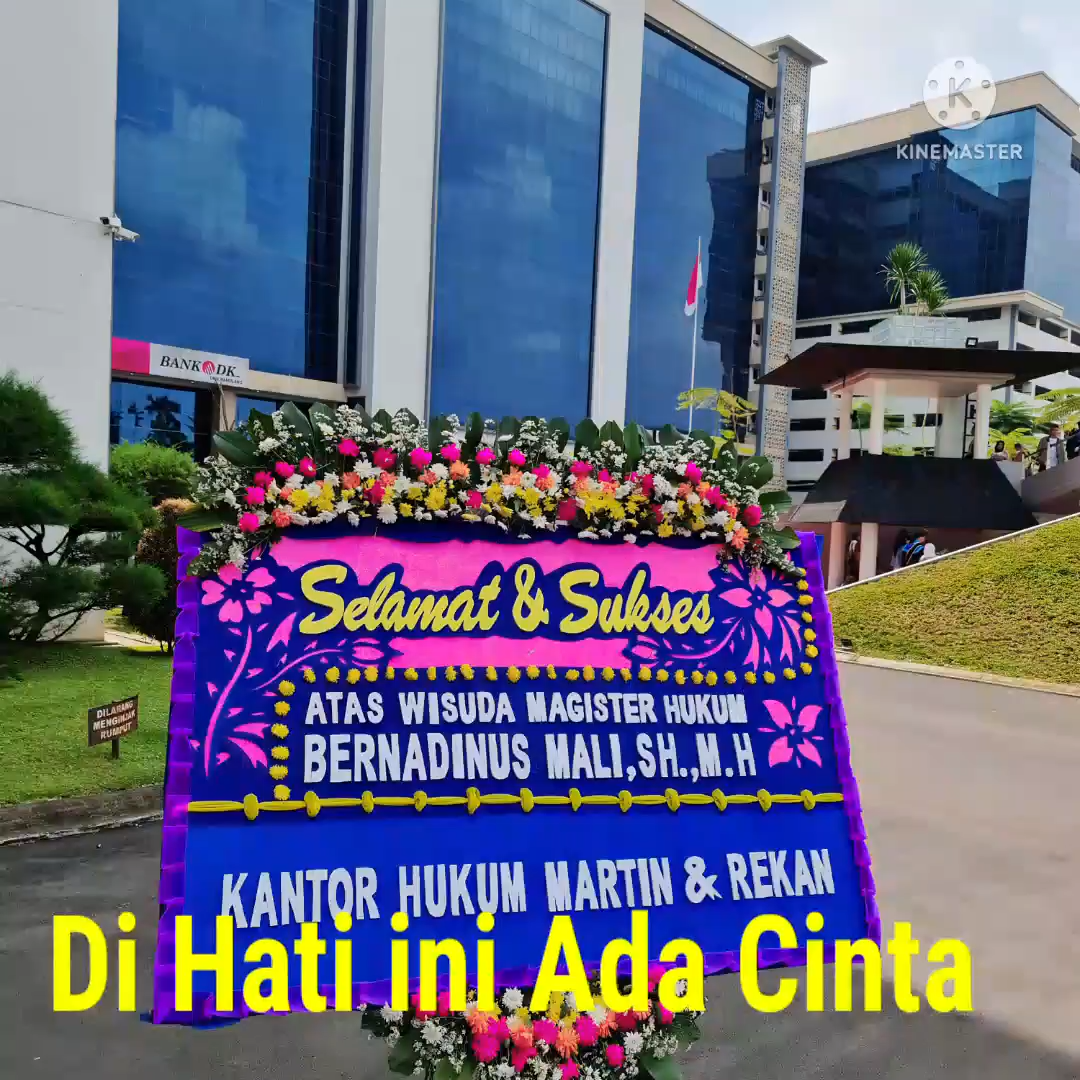 KINEMASTER
BANK DK
Selamat & Sukses
ATAS WISUDA MAGISTER HUKUM
BERNADINUS MALI,SH.,M.H
DILARANG
MENGINJAK
RUMPUT
KANTOR HUKUM MARTIN & REKAN
Di Hati ini Ada Cinta